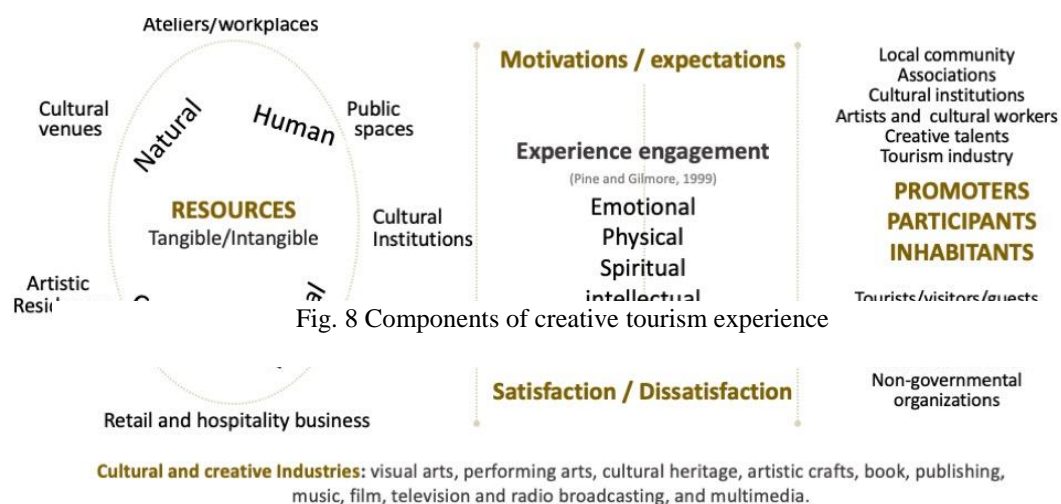 Ateliers/workplaces
Cultural
venues
Natural
Human
Public
spaces
RESOURCES
Tangible/Intangible
Cultural
Institutions
Artistic
Retail and hospitality business
Motivations / expectations
Experience engagement
(Pine and Gilmore, 1999)
Emotional
Physical
Spiritual
intellectual
Satisfaction / Dissatisfaction
Local community
Associations
Cultural institutions
Artists and cultural workers
Creative talents
Tourism industry
PROMOTERS
PARTICIPANTS
INHABITANTS
Tourists/visitors/guests
Non-governmental
organizations
Fig. 8 Components of creative tourism experience
Cultural and creative Industries: visual arts, performing arts, cultural heritage, artistic crafts, book, publishing,
music, film, television and radio broadcasting, and multimedia.